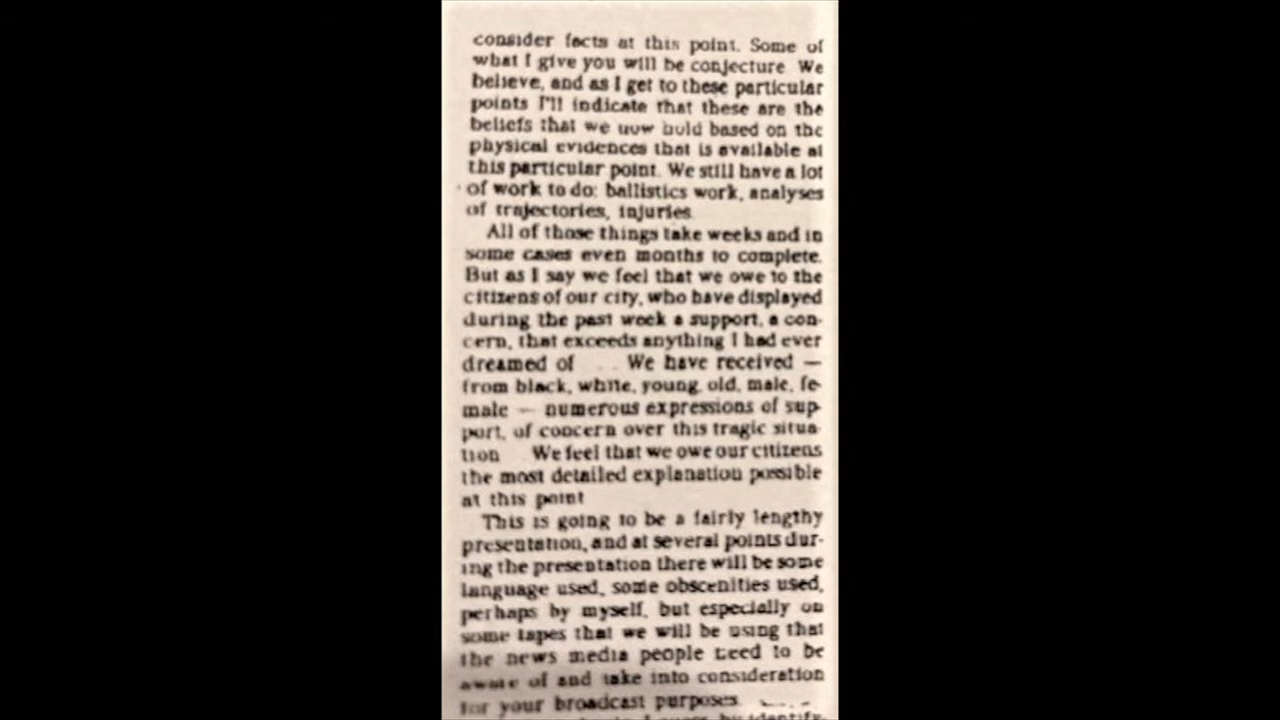 consider facts at this point. Some of
what I give you will be conjecture. We
believe, and as I get to these particular
points I'll indicate that these are the
beliefs that we now hold based on the
physical evidences that is available at
this particular point. We still have a lot
of work to do: ballistics work, analyses
of trajectories, injuries.
All of those things take weeks and in
some cases even months to complete.
But as I say we feel that we owe to the
citizens of our city, who have displayed
during the past week a support, a con-
cern, that exceeds anything I had ever
dreamed of ... We have received —
from black, white, young, old, male, fe-
male — numerous expressions of sup-
port, of concern over this tragic situa-
tion ... We feel that we owe our citizens
the most detailed explanation possible
at this point
This is going to be a fairly lengthy
presentation, and at several points dur-
ing the presentation there will be some
language used, some obscenities used,
perhaps by myself, but especially on
some tapes that we will be using that
the news media people need to be
aware of and take into consideration
for your broadcast purposes.
I guess by identify-